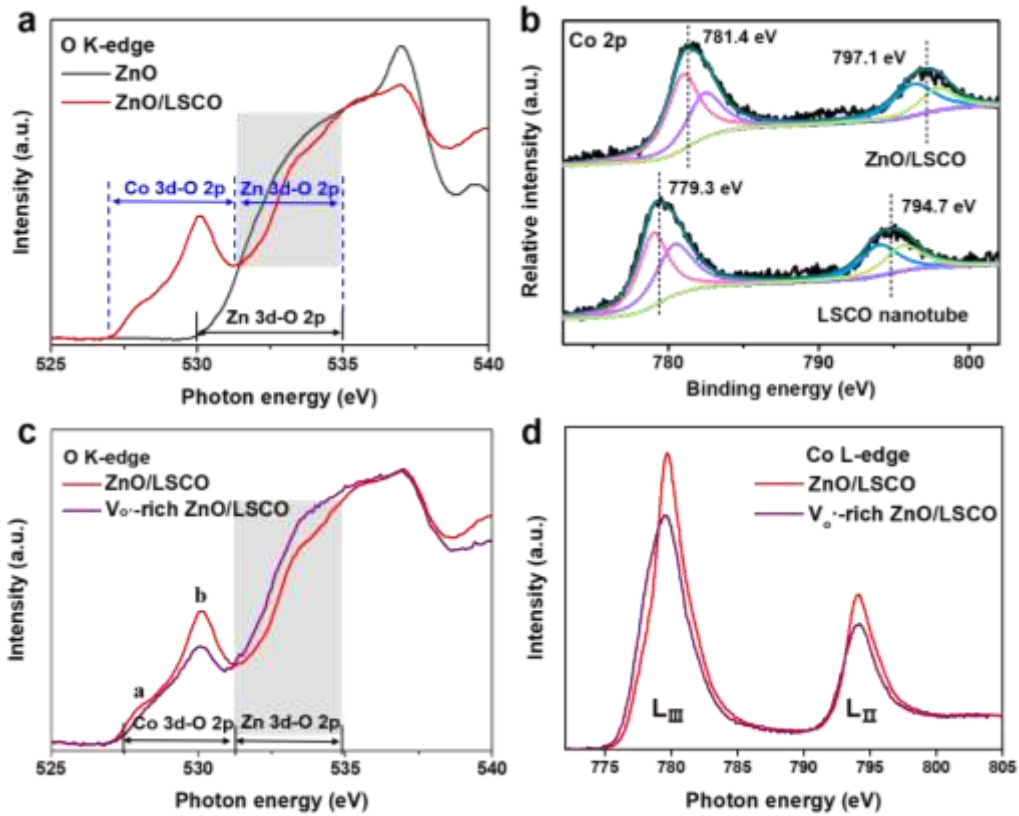 a
O K-edge
ZnO
ZnO/LSCO
Co 3d-O 2p
Zn 3d-O 2p
Zn 3d-O 2p
Intensity (a.u.)
525 530 535 540
Photon energy (eV)
b
Co 2p
781.4 eV
797.1 eV
ZnO/LSCO
779.3 eV
794.7 eV
LSCO nanotube
Relative intensity (a.u.)
780 790 800
Binding energy (eV)
c
O K-edge
ZnO/LSCO
Vo··-rich ZnO/LSCO
b
a
Co 3d-O 2p
Zn 3d-O 2p
Intensity (a.u.)
525 530 535 540
Photon energy (eV)
d
Co L-edge
ZnO/LSCO
Vo··-rich ZnO/LSCO
LIII
LII
Intensity (a.u.)
775 780 785 790 795 800 805
Photon energy (eV)